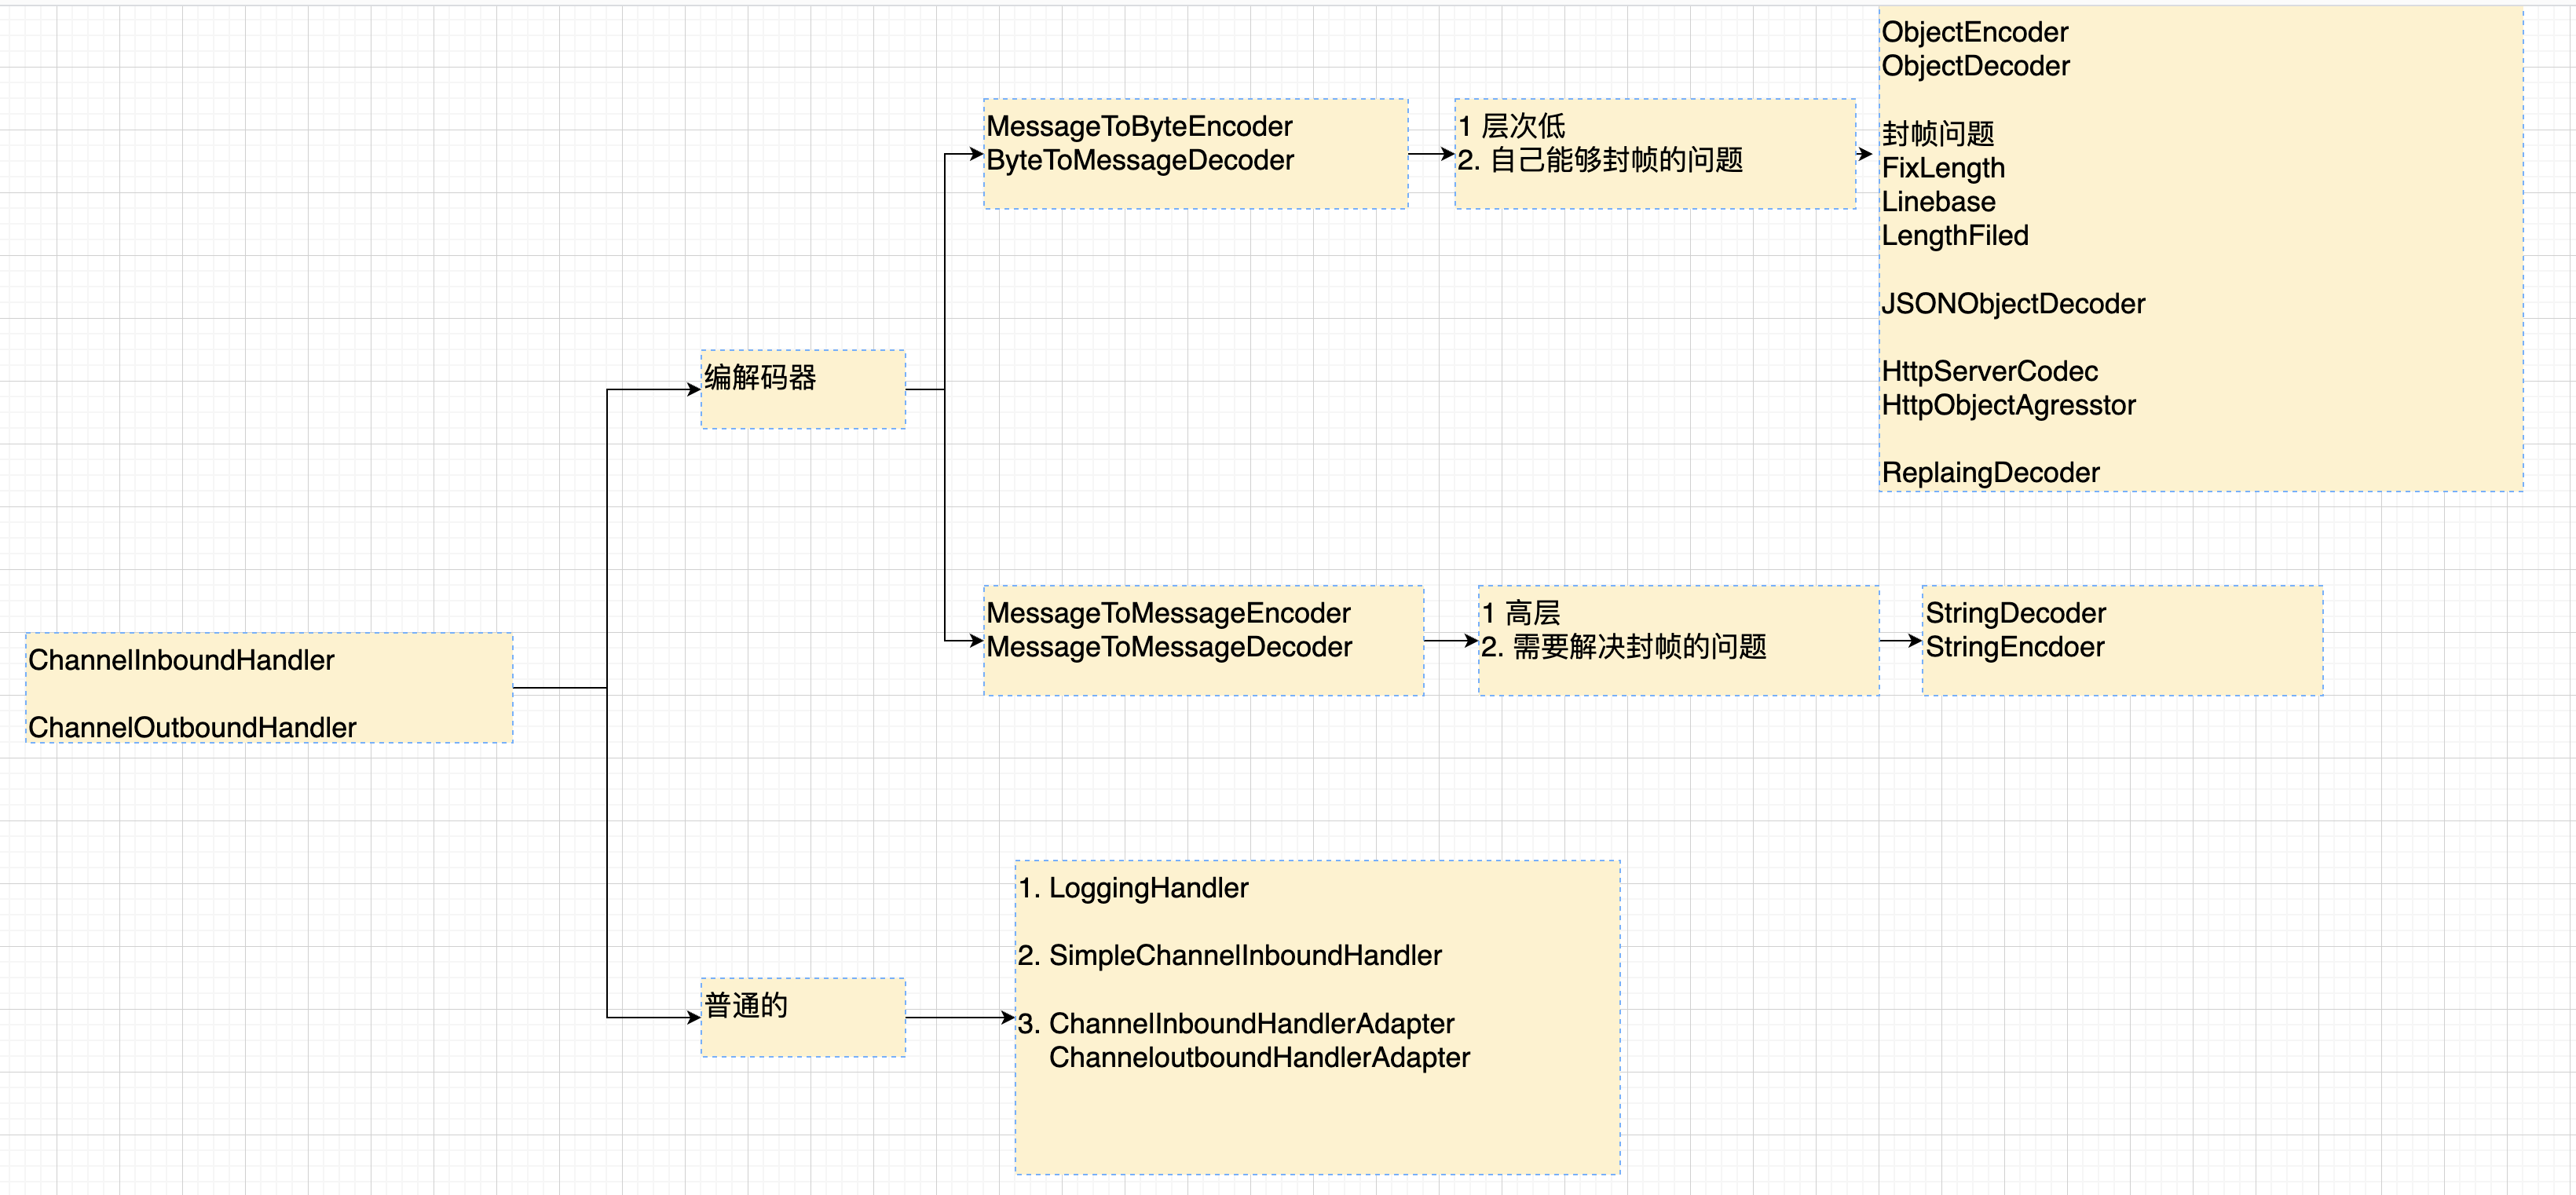 ChannelInboundHandler
ChannelOutboundHandler
编解码器
MessageToByteEncoder
ByteToMessageDecoder
1 层次低
2. 自己能够封帧的问题
ObjectEncoder
ObjectDecoder
封帧问题
FixLength
Linebase
LengthFiled
JSONObjectDecoder
HttpServerCodec
HttpObjectAgresstor
ReplaingDecoder
MessageToMessageEncoder
MessageToMessageDecoder
1 高层
2. 需要解决封帧的问题
StringDecoder
StringEncdoer
普通的
1. LoggingHandler
2. SimpleChannelInboundHandler
3. ChannelInboundHandlerAdapter
ChanneloutboundHandlerAdapter